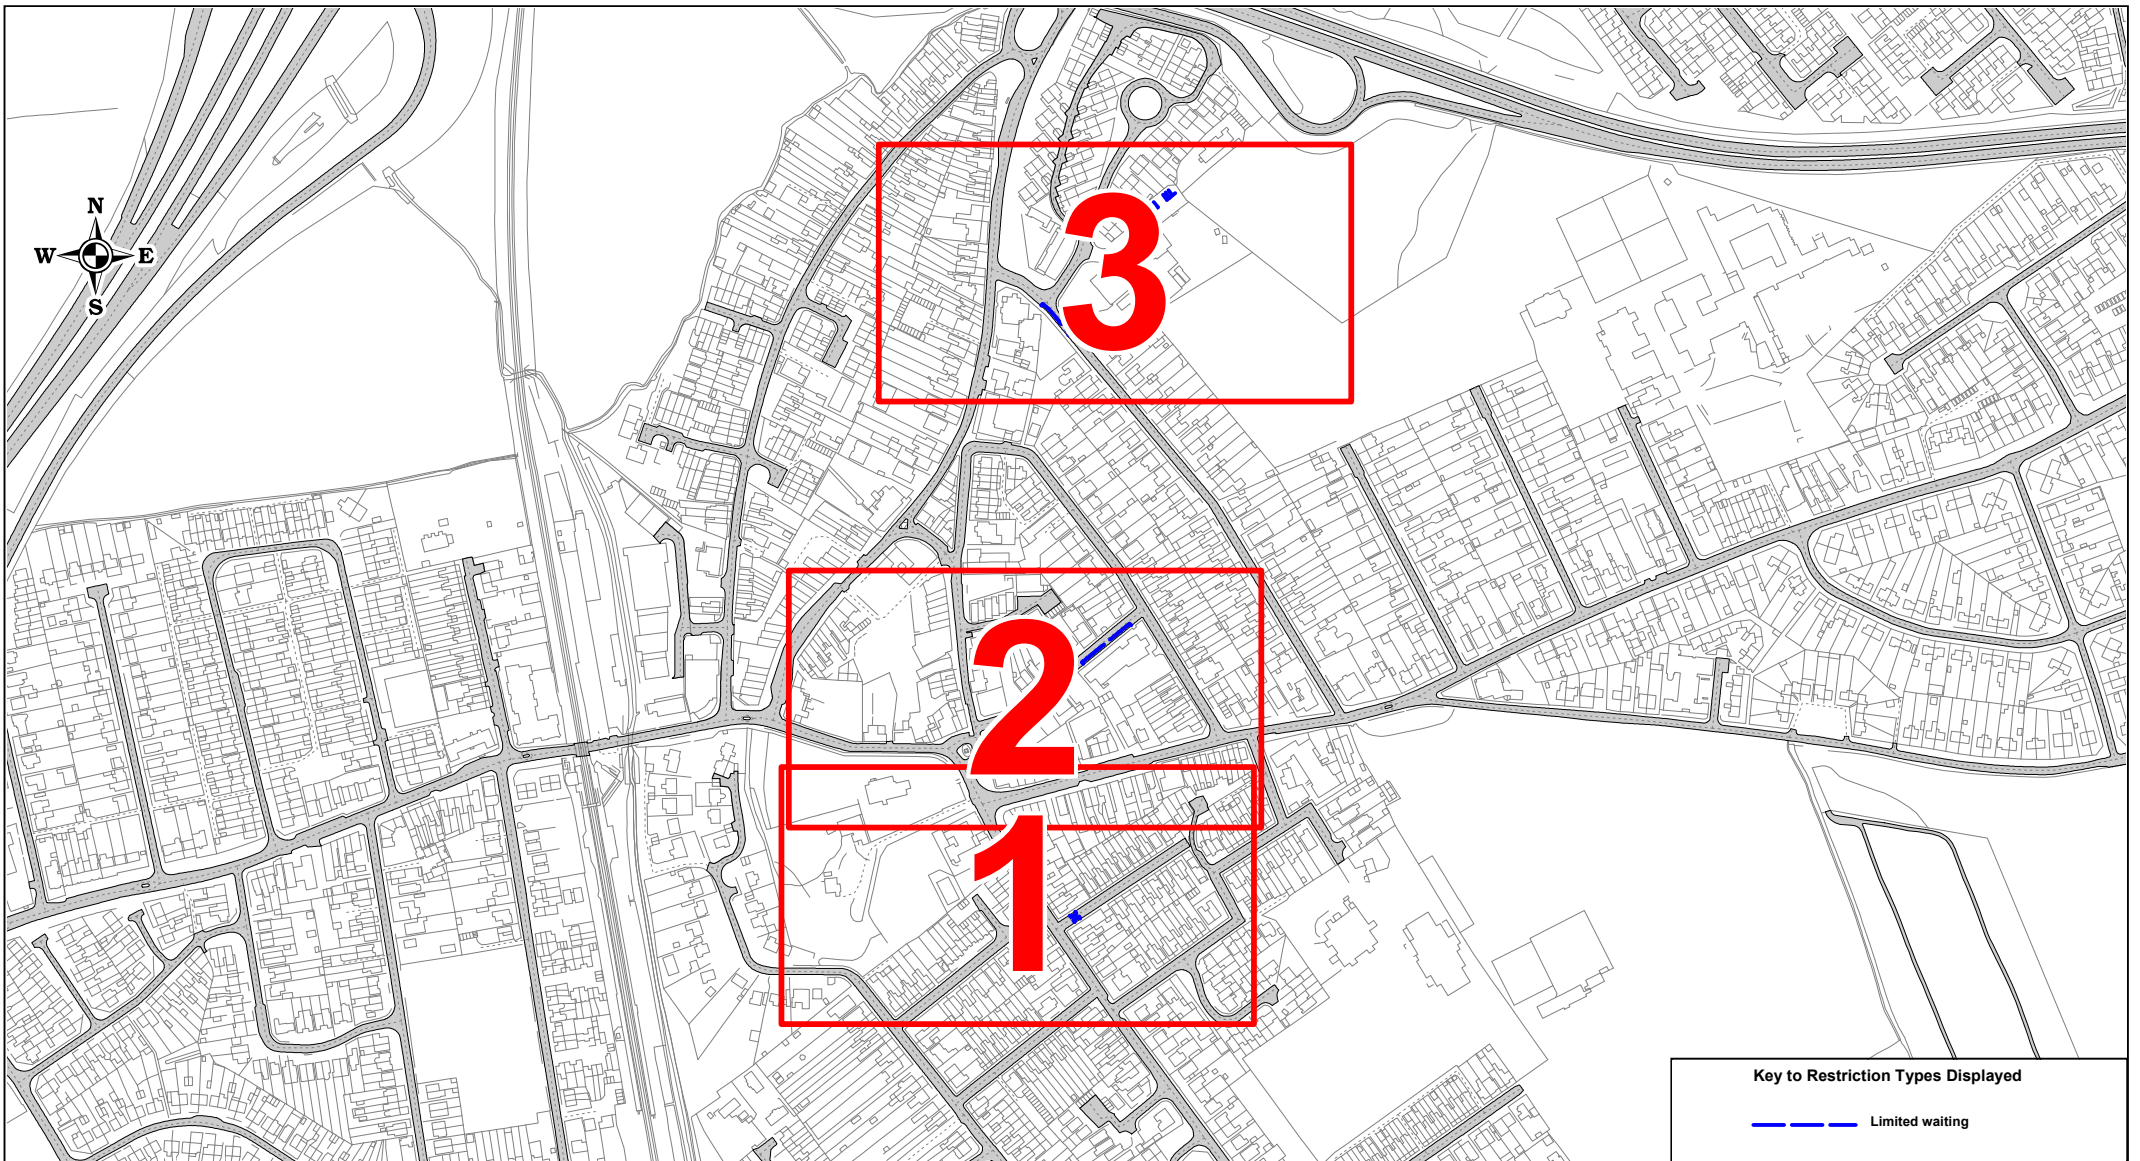 N
W E
S
3
2
1
Key to Restriction Types Displayed
Limited waiting